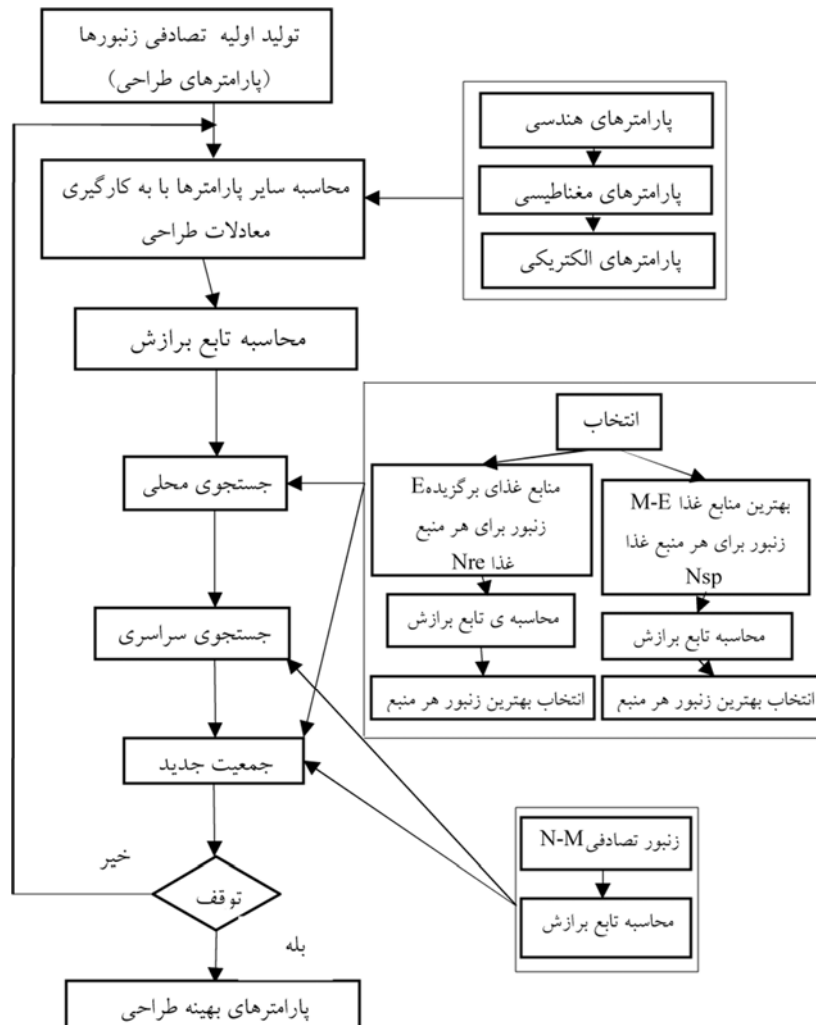 تولید اولیه تصادفی زنبورها
(پارامترهای طراحی)
پارامترهای هندسی
پارامترهای مغناطیسی
پارامترهای الکتریکی
محاسبه سایر پارامترها با به کارگیری
معادلات طراحی
محاسبه تابع برازش
انتخاب
جستجوی محلی
منابع غذای برگزیدهE
زنبور برای هر منبع
غذا Nre
بهترین منابع غذا M-E
زنبور برای هر منبع غذا
Nsp
محاسبه ی تابع برازش
محاسبه تابع برازش
جستجوی سراسری
انتخاب بهترین زنبور هر منبع
انتخاب بهترین زنبور هر منبع
جمعیت جدید
زنبور تصادفی N-M
محاسبه تابع برازش
خیر
توقف
بله
پارامترهای بهینه طراحی